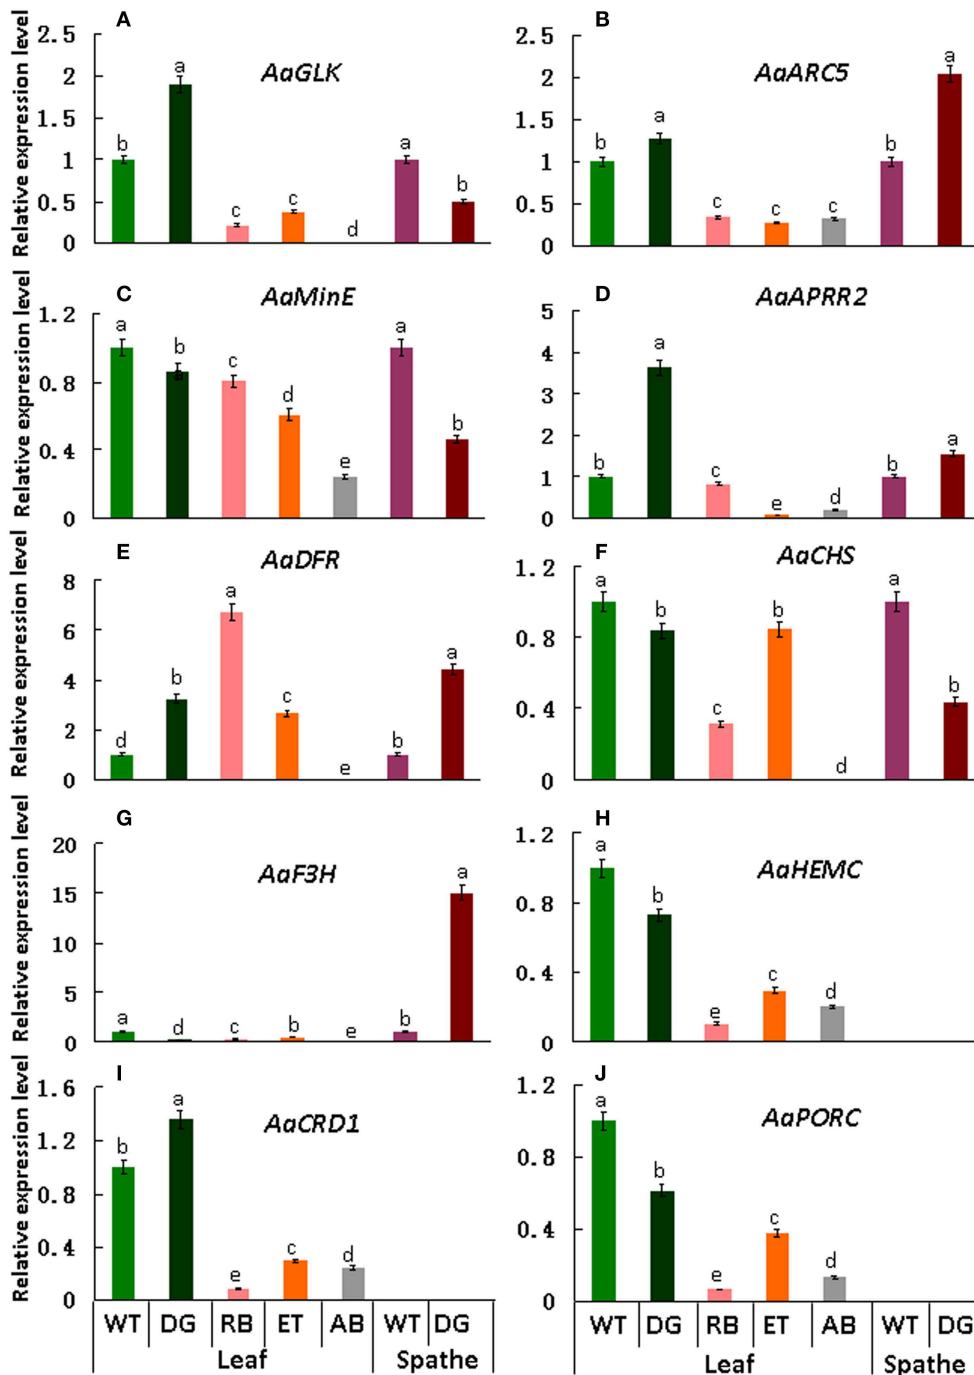 A
Relative expression level
2.5
2
1.5
1
0.5
0
AaGLK
b
a
c
c
d
a
b
B
2.5
2
1.5
1
0.5
0
AaARC5
b
a
c
c
c
b
a
C
Relative expression level
1.2
0.8
0.4
0
AaMinE
a
b
a
c
d
e
a
b
D
5
4
3
2
1
0
AaAPRR2
b
a
c
e
d
b
a
E
Relative expression level
8
6
4
2
0
AaDFR
d
b
a
c
e
b
a
F
1.2
0.8
0.4
0
AaCHS
a
b
c
b
d
a
b
G
Relative expression level
20
15
10
5
0
AaF3H
a
d
c
b
e
b
a
H
1.2
0.8
0.4
0
AaHEMC
a
b
e
c
d
I
Relative expression level
1.6
1.2
0.8
0.4
0
AaCRD1
b
a
e
c
d
J
1.2
0.8
0.4
0
AaPORC
a
b
e
c
d
WT DG RB ET AB WT DG
Leaf Spathe
WT DG RB ET AB WT DG
Leaf Spathe